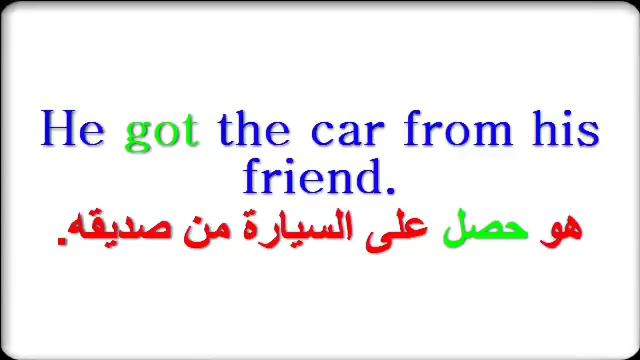 He got the car from his
friend.
هو حصل على السيارة من صديقه.